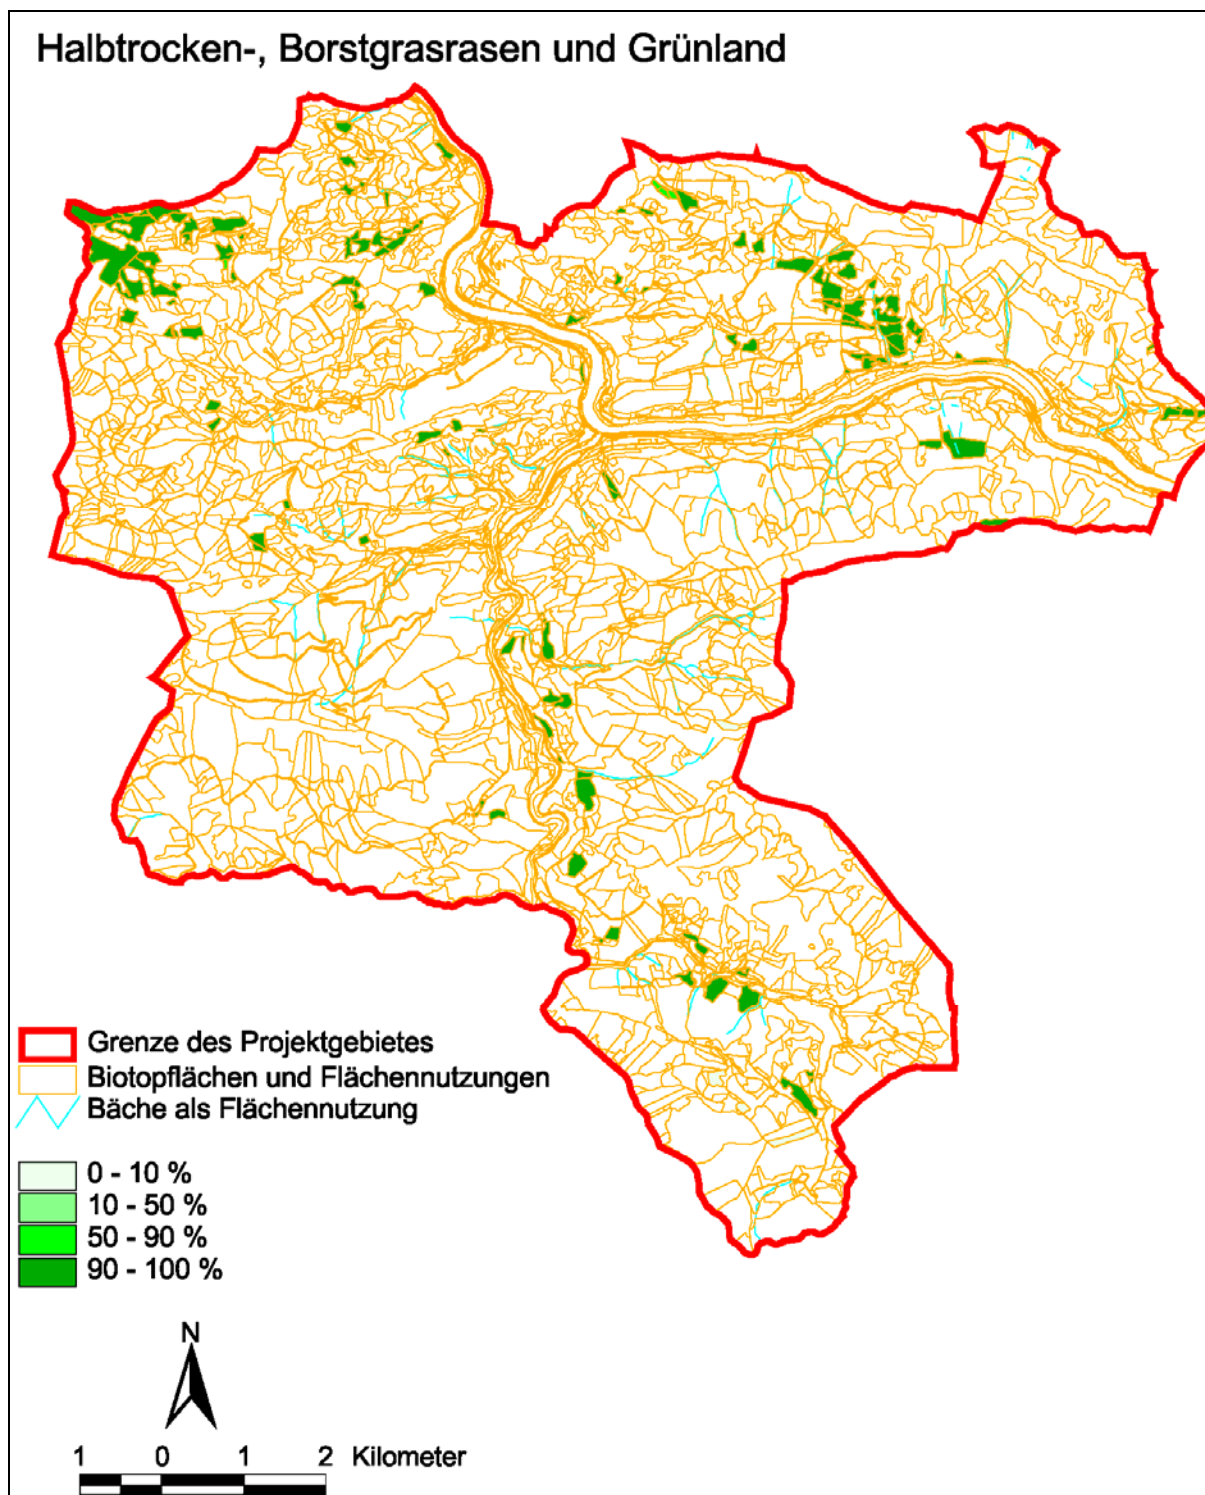 Halbtrocken-, Borstgrasrasen und Grünland
Grenze des Projektgebietes
Biotopflächen und Flächennutzungen
Bäche als Flächennutzung
0 - 10 %
10 - 50 %
50 - 90 %
90 - 100 %
N
1 0 1 2 Kilometer